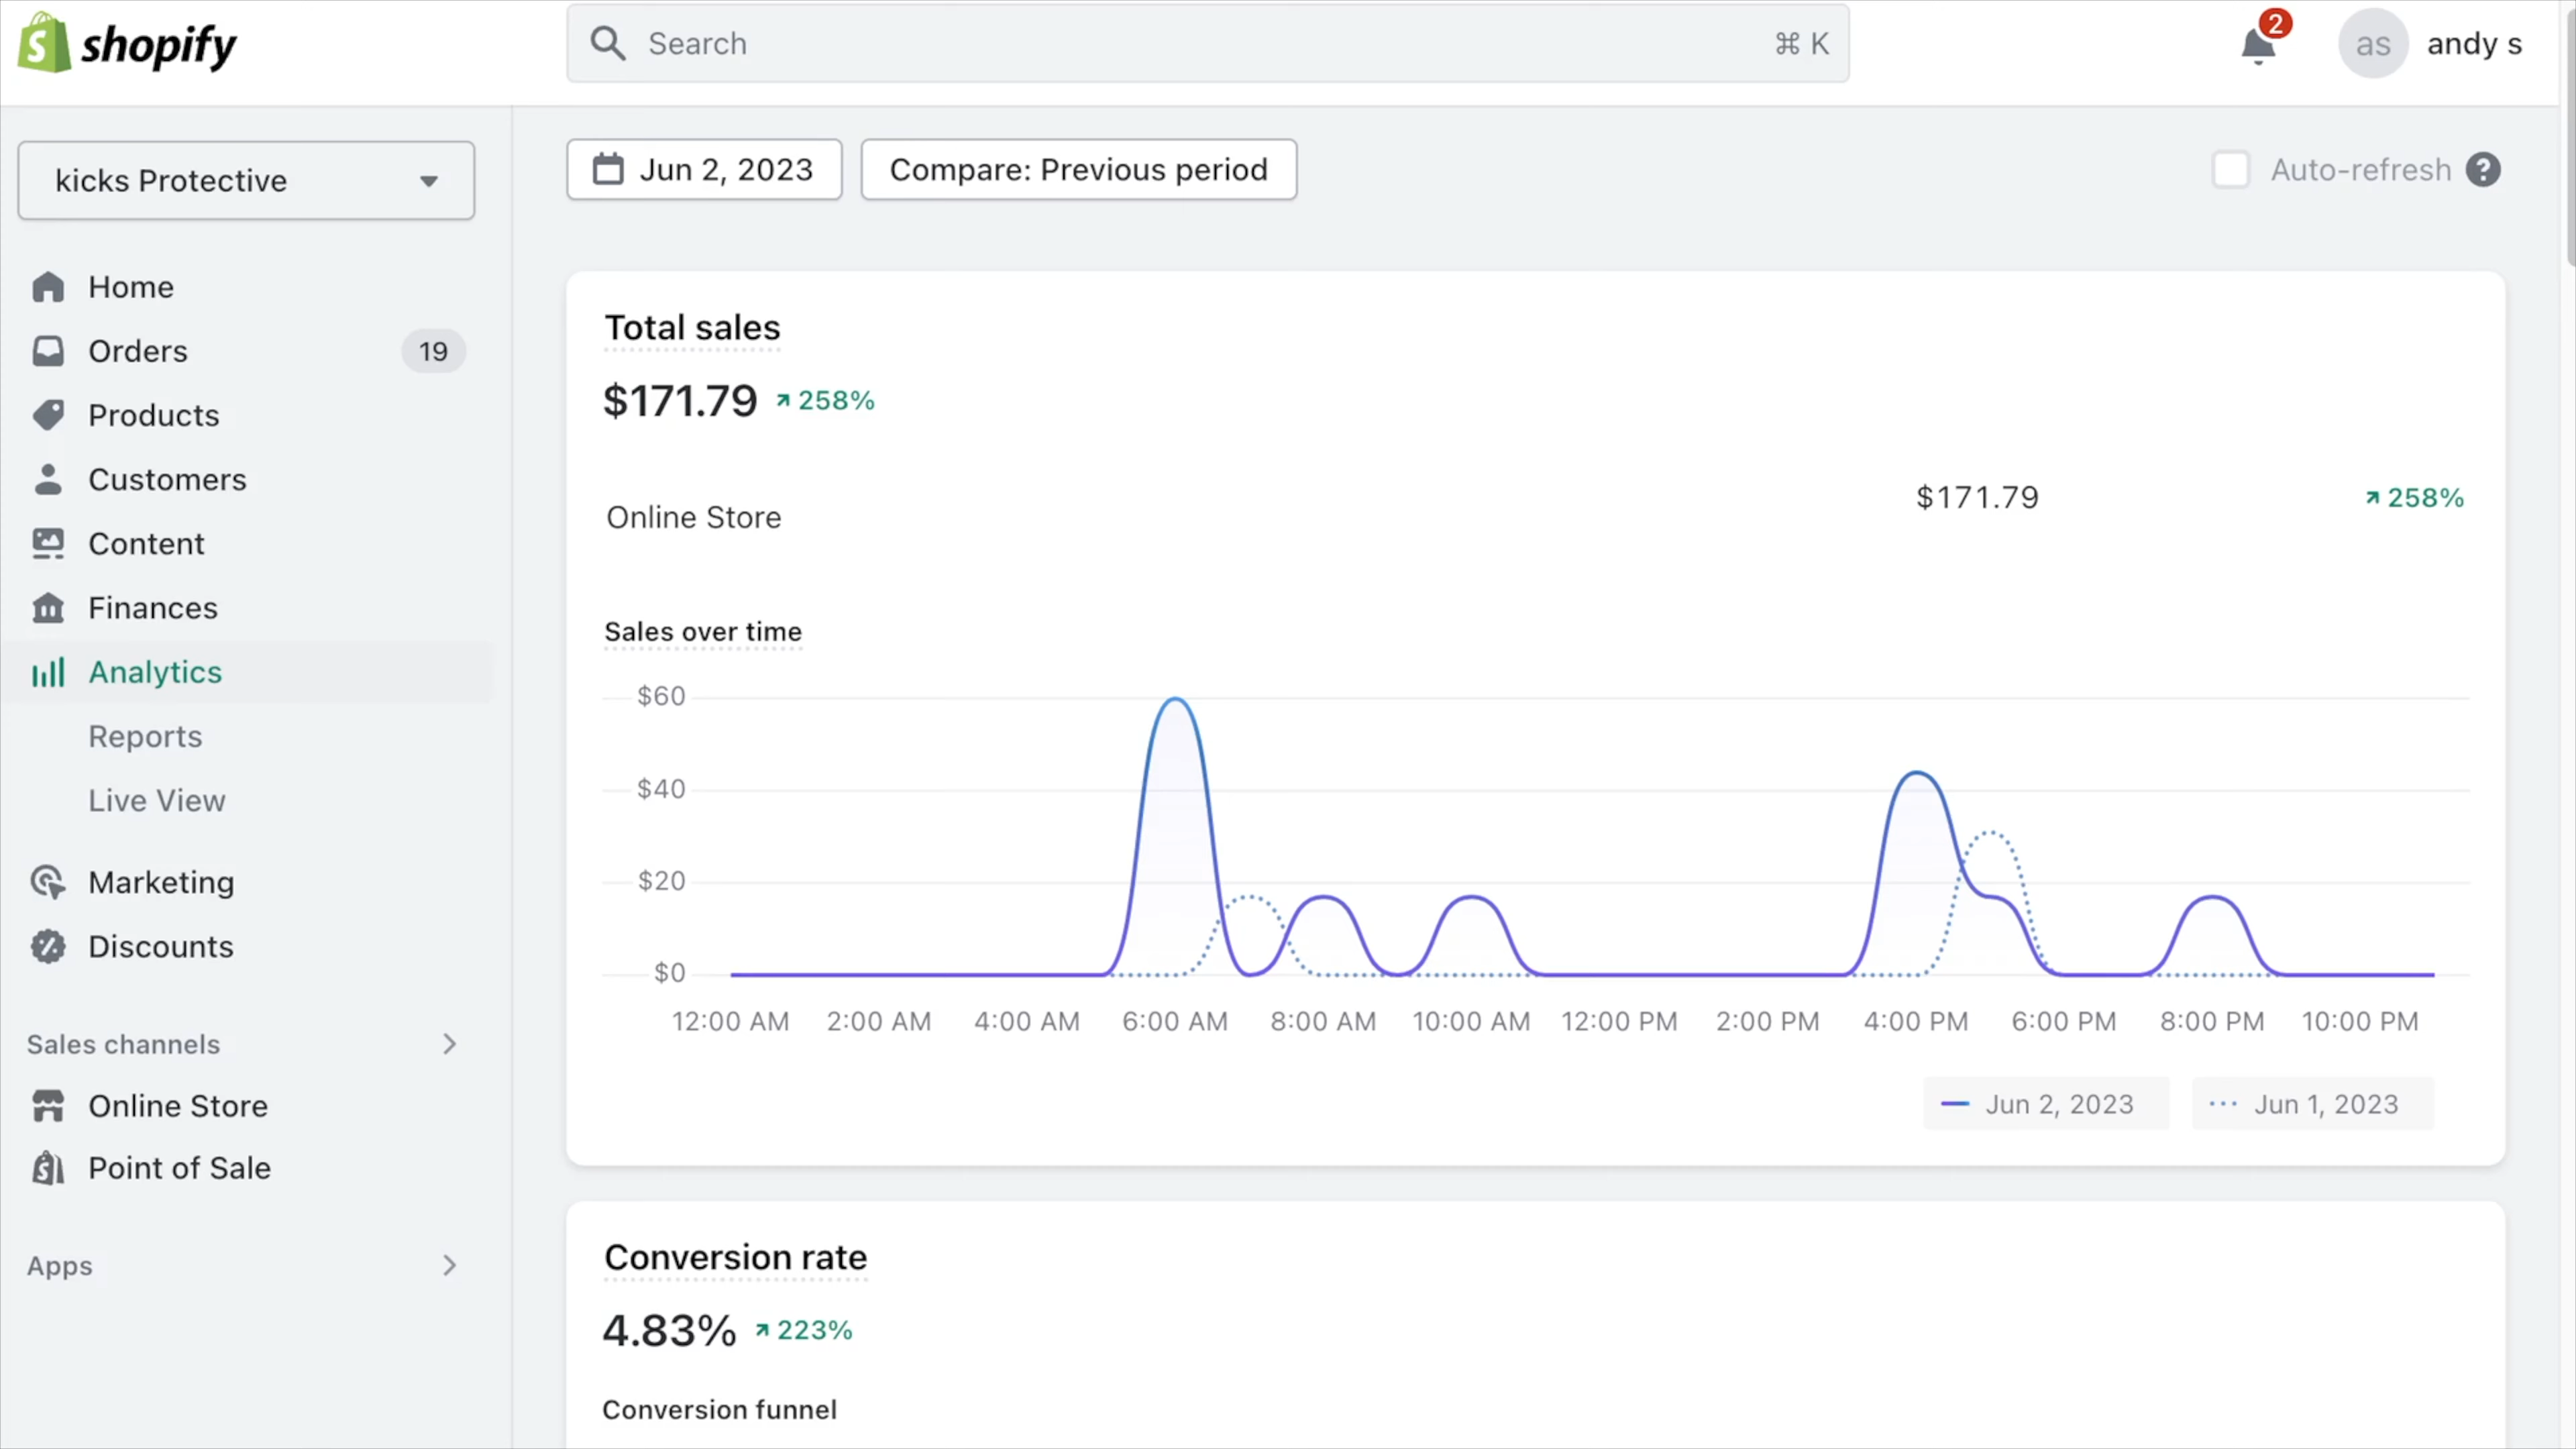 shopify
Search
⌘ K
2
as
andy s
kicks Protective
Home
Orders
19
Products
Customers
Content
Finances
Analytics
Reports
Live View
Marketing
Discounts
Sales channels
Online Store
Point of Sale
Apps
Jun 2, 2023
Compare: Previous period
Auto-refresh
?
Total sales
$171.79 258%
Online Store $171.79 258%
Sales over time
$60
$40
$20
$0
12:00 AM 2:00 AM 4:00 AM 6:00 AM 8:00 AM 10:00 AM 12:00 PM 2:00 PM 4:00 PM 6:00 PM 8:00 PM 10:00 PM
Jun 2, 2023 Jun 1, 2023
Conversion rate
4.83% 223%
Conversion funnel